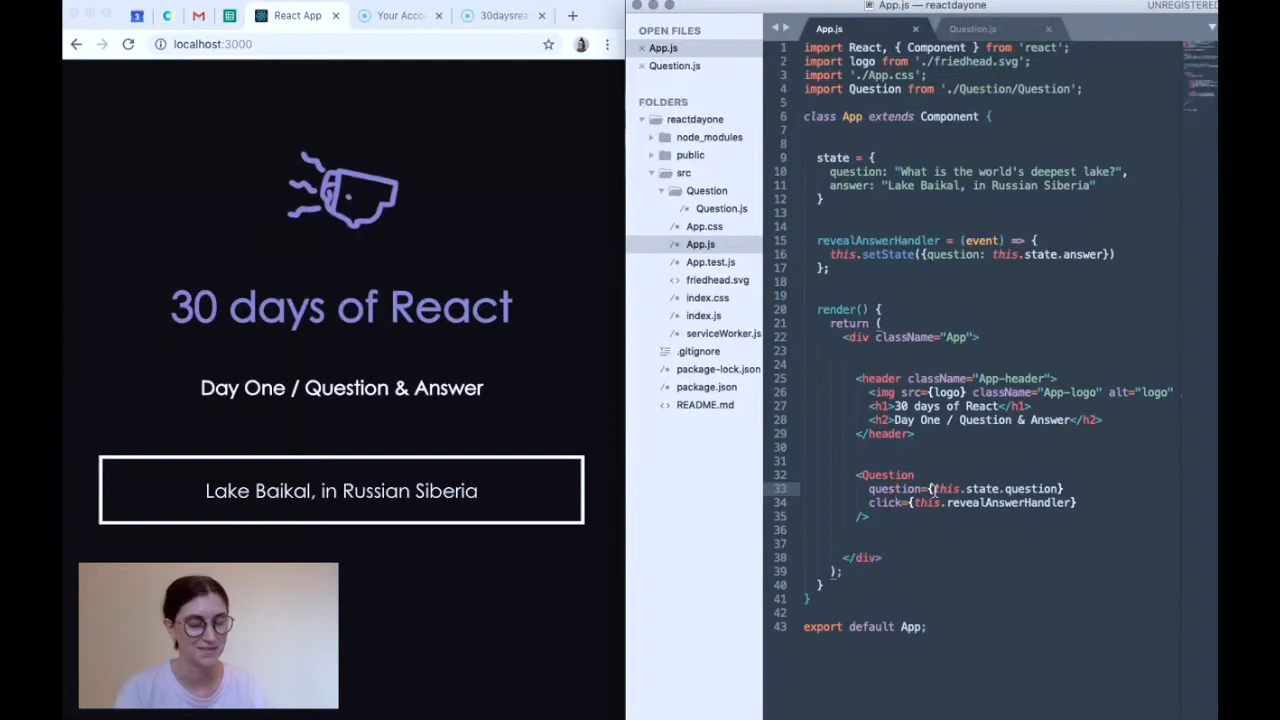 React App
Your Acco
30daysrea
localhost:3000
30 days of React
Day One / Question & Answer
Lake Baikal, in Russian Siberia
App.js — reactdayone
UNREGISTERED
OPEN FILES
App.js
Question.js
FOLDERS
reactdayone
node_modules
public
src
Question
Question.js
App.css
App.js
App.test.js
friedhead.svg
index.css
index.js
serviceWorker.js
.gitignore
package-lock.json
package.json
README.md
App.js
Question.js
1 import React, { Component } from 'react';
2 import logo from './friedhead.svg';
3 import './App.css';
4 import Question from './Question/Question';
5
6 class App extends Component {
7
8
9 state = {
10 question: "What is the world's deepest lake?",
11 answer: "Lake Baikal, in Russian Siberia"
12 }
13
14
15 revealAnswerHandler = (event) => {
16 this.setState({question: this.state.answer})
17 };
18
19
20 render() {
21 return (
22 <div className="App">
23
24
25 <header className="App-header">
26 <img src={logo} className="App-logo" alt="logo"
27 <h1>30 days of React</h1>
28 <h2>Day One / Question & Answer</h2>
29 </header>
30
31
32 <Question
33 question={this.state.question}
34 click={this.revealAnswerHandler}
35 />
36
37
38 </div>
39 );
40 }
41 }
42
43 export default App;